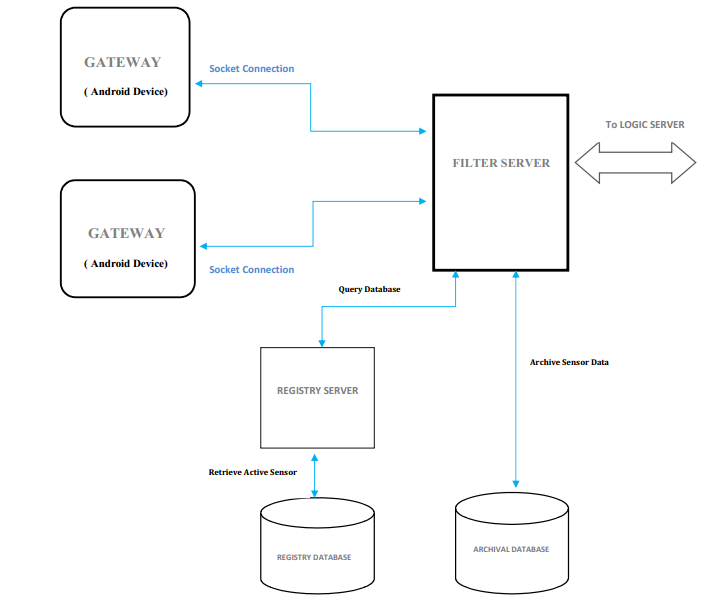 GATEWAY
( Android Device)
Socket Connection
To LOGIC SERVER
FILTER SERVER
GATEWAY
( Android Device)
Socket Connection
Query Database
Archive Sensor Data
REGISTRY SERVER
Retrieve Active Sensor
REGISTRY DATABASE
ARCHIVAL DATABASE